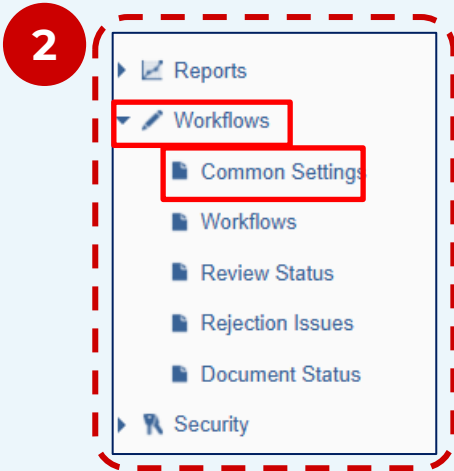 2
Reports
Workflows
Common Settings
Workflows
Review Status
Rejection Issues
Document Status
Security